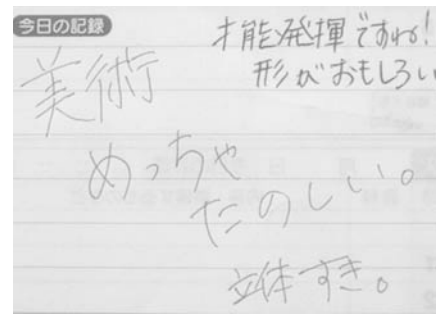 今日の記録
才能発揮ですね!
形がおもしろい
美術
めっちゃ
たのしい。
立体すき。